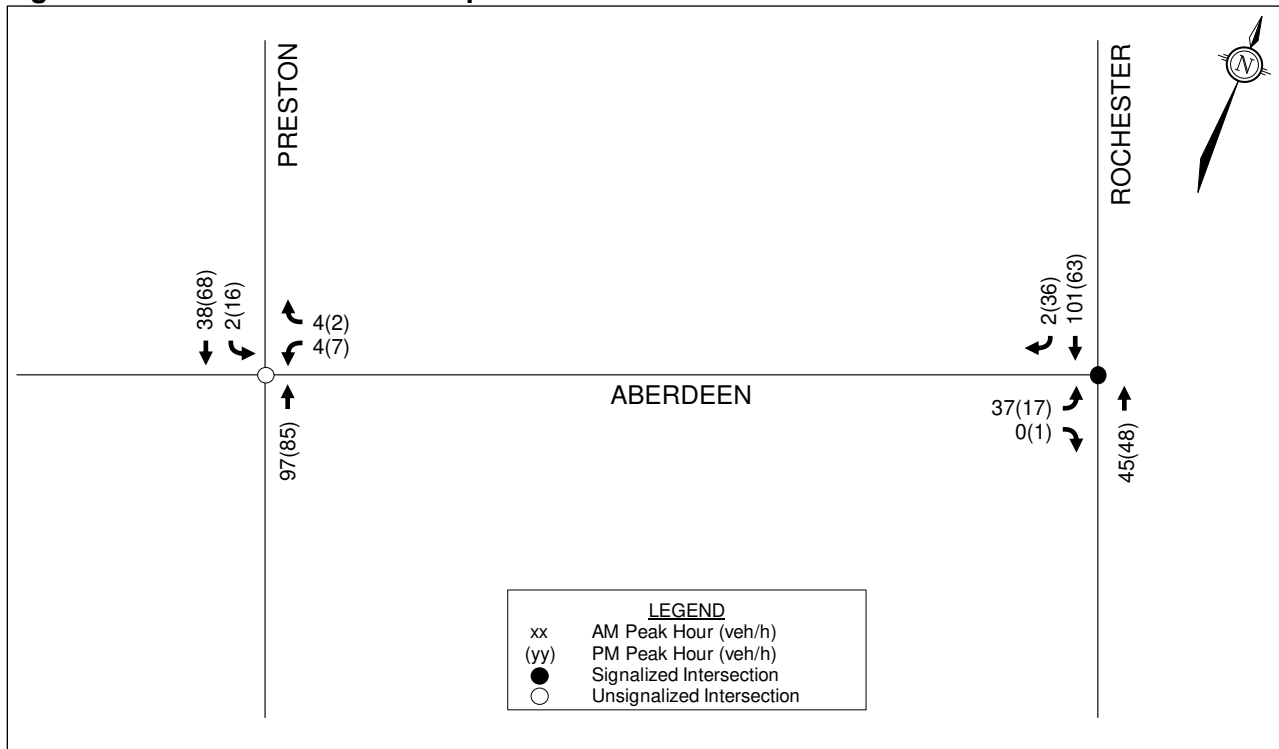 PRESTON
ROCHESTER
N
38(68)
2(16)
4(2)
4(7)
97(85)
ABERDEEN
2(36)
101(63)
37(17)
0(1)
45(48)
LEGEND
xx AM Peak Hour (veh/h)
(yy) PM Peak Hour (veh/h)
Signalized Intersection
Unsignalized Intersection